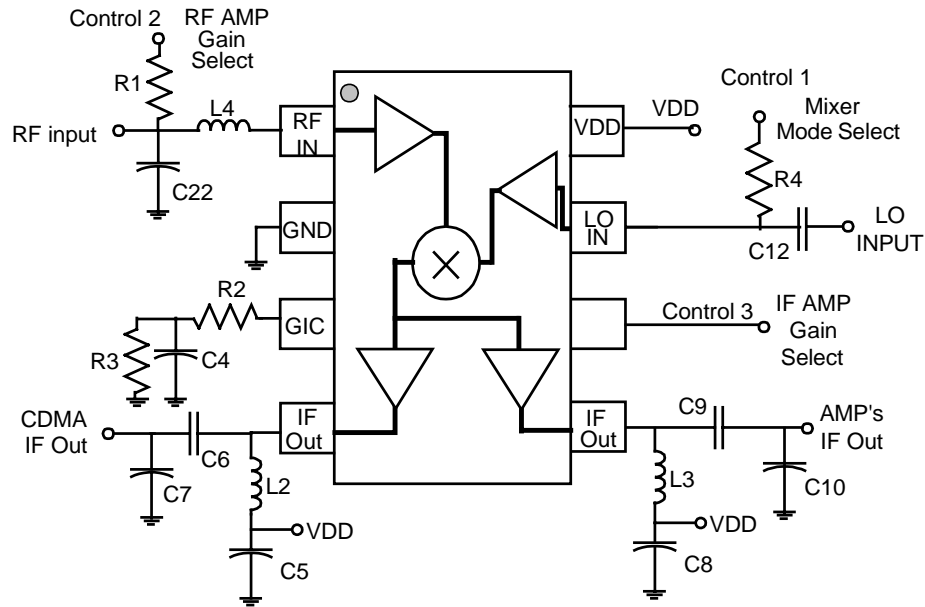 Control 2
RF AMP
Gain
Select
R1
L4
RF input
C22
RF
IN
VDD
VDD
Control 1
Mixer
Mode Select
R4
GND
LO
IN
C12
LO
INPUT
R2
GIC
R3
C4
Control 3
IF AMP
Gain
Select
CDMA
IF Out
C6
C7
IF
Out
L2
VDD
C5
IF
Out
C9
AMP's
IF Out
L3
C10
VDD
C8